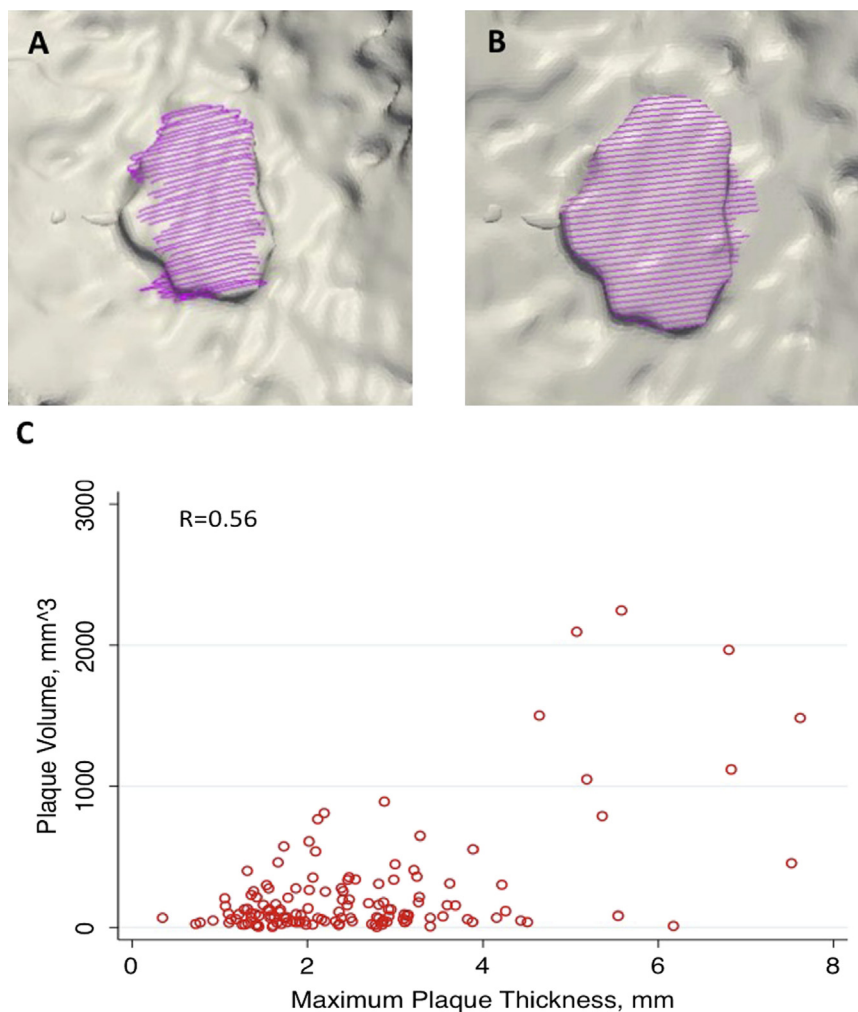 A
B
C
R=0.56
3000
2000
1000
0
Plaque Volume, mm^3
0 2 4 6 8
Maximum Plaque Thickness, mm